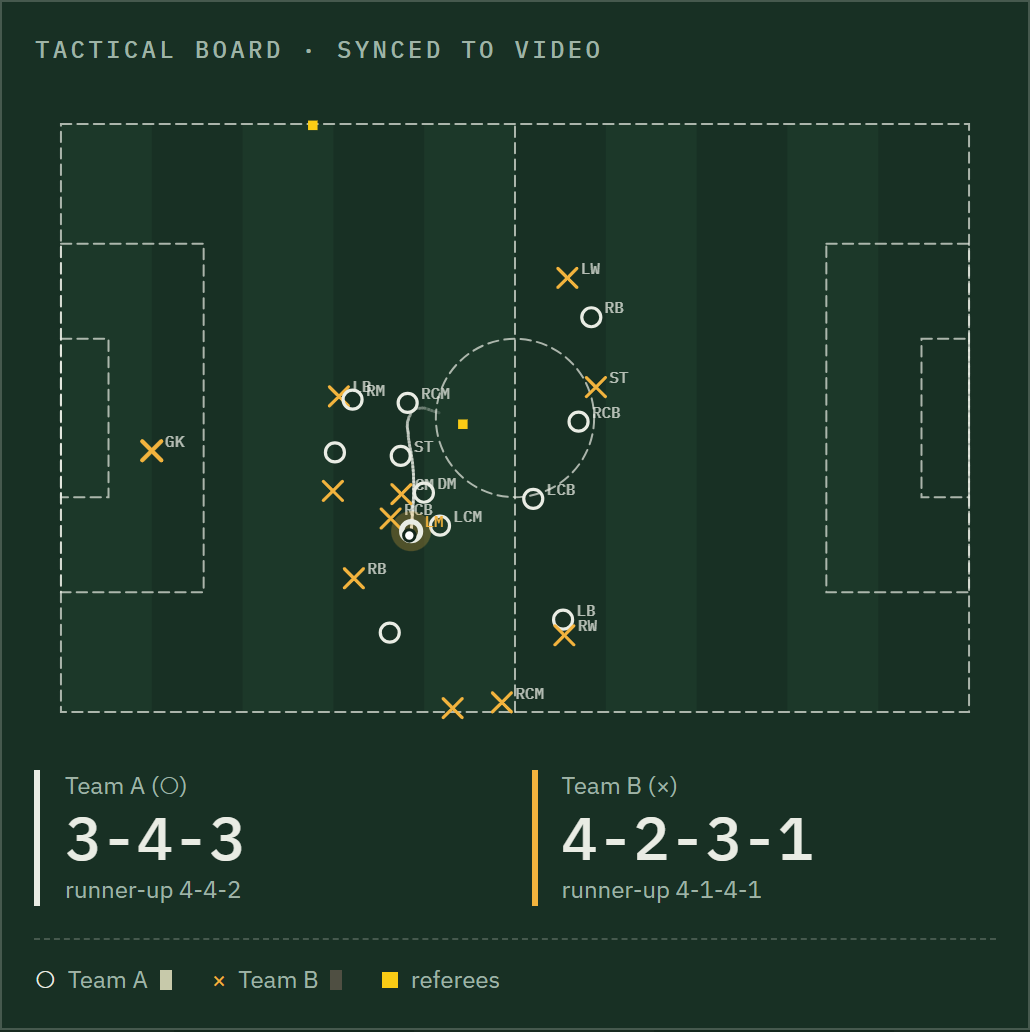 TACTICAL BOARD · SYNCED TO VIDEO
LW
RB
ST
LB
RM
RCM
RCB
GK
ST
DM
LCB
RCB
LCM
LM
RB
LB
RW
RCM
Team A (○)
Team B (×)
3-4-3
4-2-3-1
runner-up 4-4-2
runner-up 4-1-4-1
Team A
Team B
referees